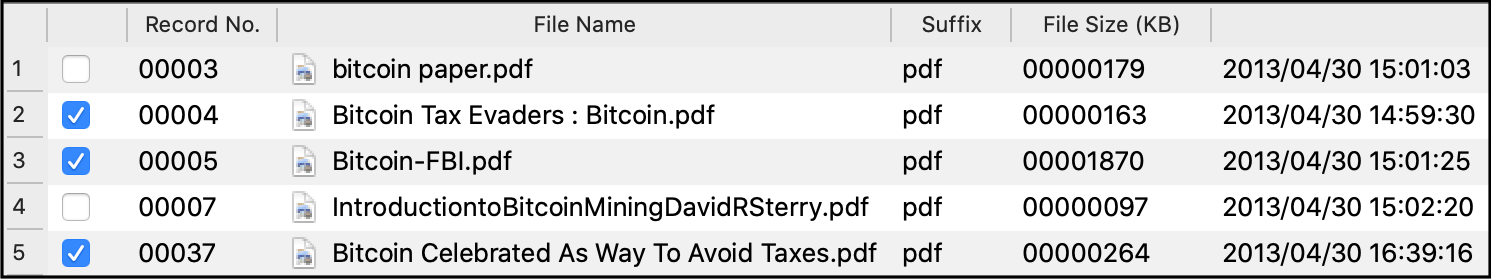 Record No. File Name Suffix File Size (KB)
1 00003 bitcoin paper.pdf pdf 00000179 2013/04/30 15:01:03
2 00004 Bitcoin Tax Evaders : Bitcoin.pdf pdf 00000163 2013/04/30 14:59:30
3 00005 Bitcoin-FBI.pdf pdf 00001870 2013/04/30 15:01:25
4 00007 IntroductiontoBitcoinMiningDavidRSterry.pdf pdf 00000097 2013/04/30 15:02:20
5 00037 Bitcoin Celebrated As Way To Avoid Taxes.pdf pdf 00000264 2013/04/30 16:39:16